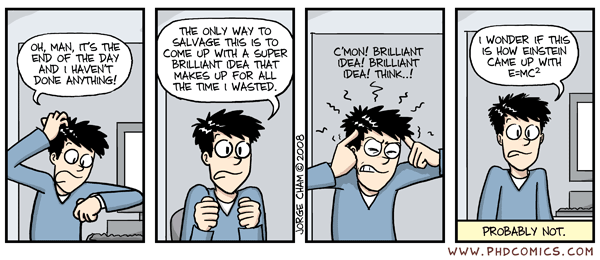 OH, MAN, IT'S THE
END OF THE DAY
AND I HAVEN'T
DONE ANYTHING!
THE ONLY WAY TO
SALVAGE THIS IS TO
COME UP WITH A SUPER
BRILLIANT IDEA THAT
MAKES UP FOR ALL
THE TIME I WASTED.
JORGE CHAM © 2008
C'MON! BRILLIANT
IDEA! BRILLIANT
IDEA! THINK..!
I WONDER IF THIS
IS HOW EINSTEIN
CAME UP WITH
E=MC²
PROBABLY NOT.
WWW.PHDCOMICS.COM